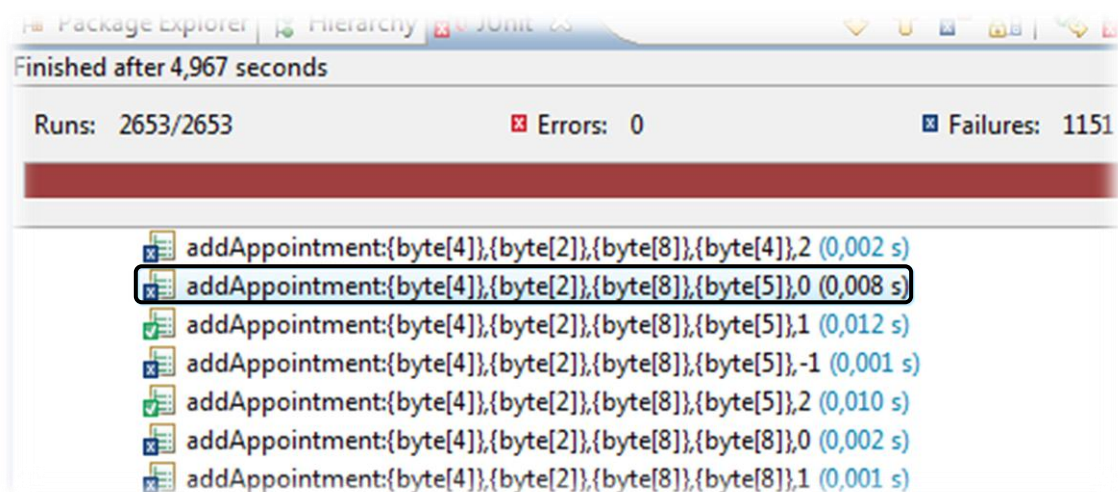 Package Explorer Hierarchy JUnit
Finished after 4,967 seconds
Runs: 2653/2653 Errors: 0 Failures: 1151
addAppointment:{byte[4]},{byte[2]},{byte[8]},{byte[4]},2 (0,002 s)
addAppointment:{byte[4]},{byte[2]},{byte[8]},{byte[5]},0 (0,008 s)
addAppointment:{byte[4]},{byte[2]},{byte[8]},{byte[5]},1 (0,012 s)
addAppointment:{byte[4]},{byte[2]},{byte[8]},{byte[5]},-1 (0,001 s)
addAppointment:{byte[4]},{byte[2]},{byte[8]},{byte[5]},2 (0,010 s)
addAppointment:{byte[4]},{byte[2]},{byte[8]},{byte[8]},0 (0,002 s)
addAppointment:{byte[4]},{byte[2]},{byte[8]},{byte[8]},1 (0,001 s)